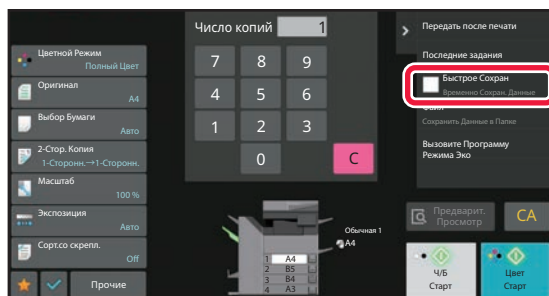 Число копий 1
Цветной Режим
Полный Цвет
Оригинал
A4
Выбор Бумаги
Авто
2-Стор. Копия
1-Сторонн.→1-Сторонн.
Масштаб
100 %
Экспозиция
Авто
Сорт.со скрепл.
Off
Прочие
7 8 9
4 5 6
1 2 3
0 C
Обычная 1
A4
1 A4
2 B5
3 B4
4 A3
Передать после печати
Последние задания
Быстрое Сохран
Временно Сохран. Данные
Файл
Сохранить Данные в Папке
Вызовите Программу
Режима Эко
Предварит.
Просмотр
CA
Ч/Б
Старт
Цвет
Старт